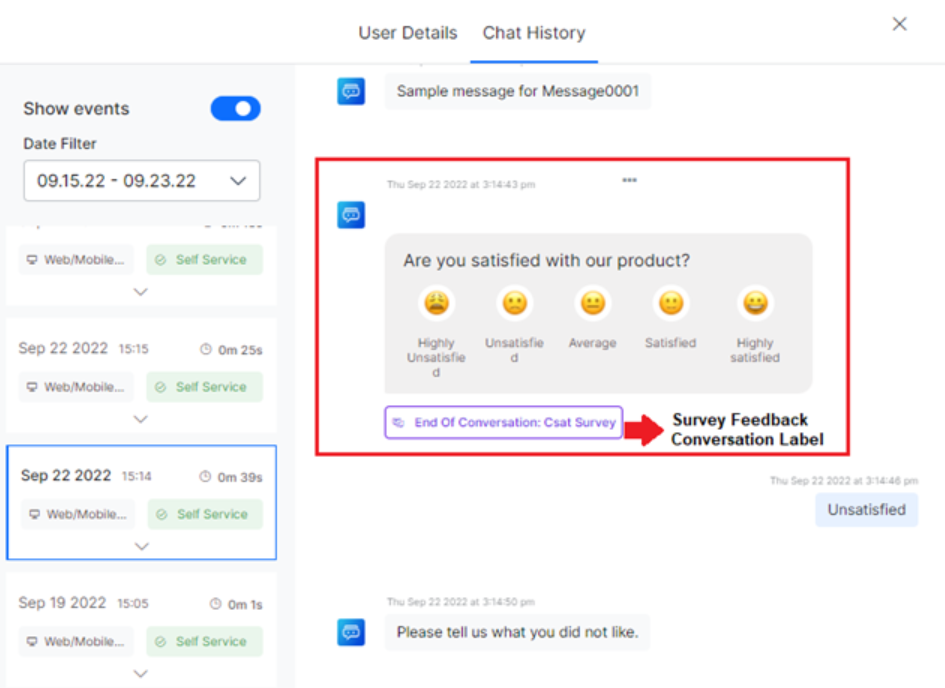 User Details
Chat History
Show events
Date Filter
09.15.22 - 09.23.22
Web/Mobile...
Self Service
Sep 22 2022 15:15 0m 25s
Web/Mobile...
Self Service
Sep 22 2022 15:14 0m 39s
Web/Mobile...
Self Service
Sep 19 2022 15:05 0m 1s
Web/Mobile...
Self Service
Sample message for Message0001
Thu Sep 22 2022 at 3:14:43 pm
Are you satisfied with our product?
Highly
Unsatisfie
d
Unsatisfie
d
Average
Satisfied
Highly
satisfied
End Of Conversation: Csat Survey
Survey Feedback
Conversation Label
Thu Sep 22 2022 at 3:14:46 pm
Unsatisfied
Thu Sep 22 2022 at 3:14:50 pm
Please tell us what you did not like.